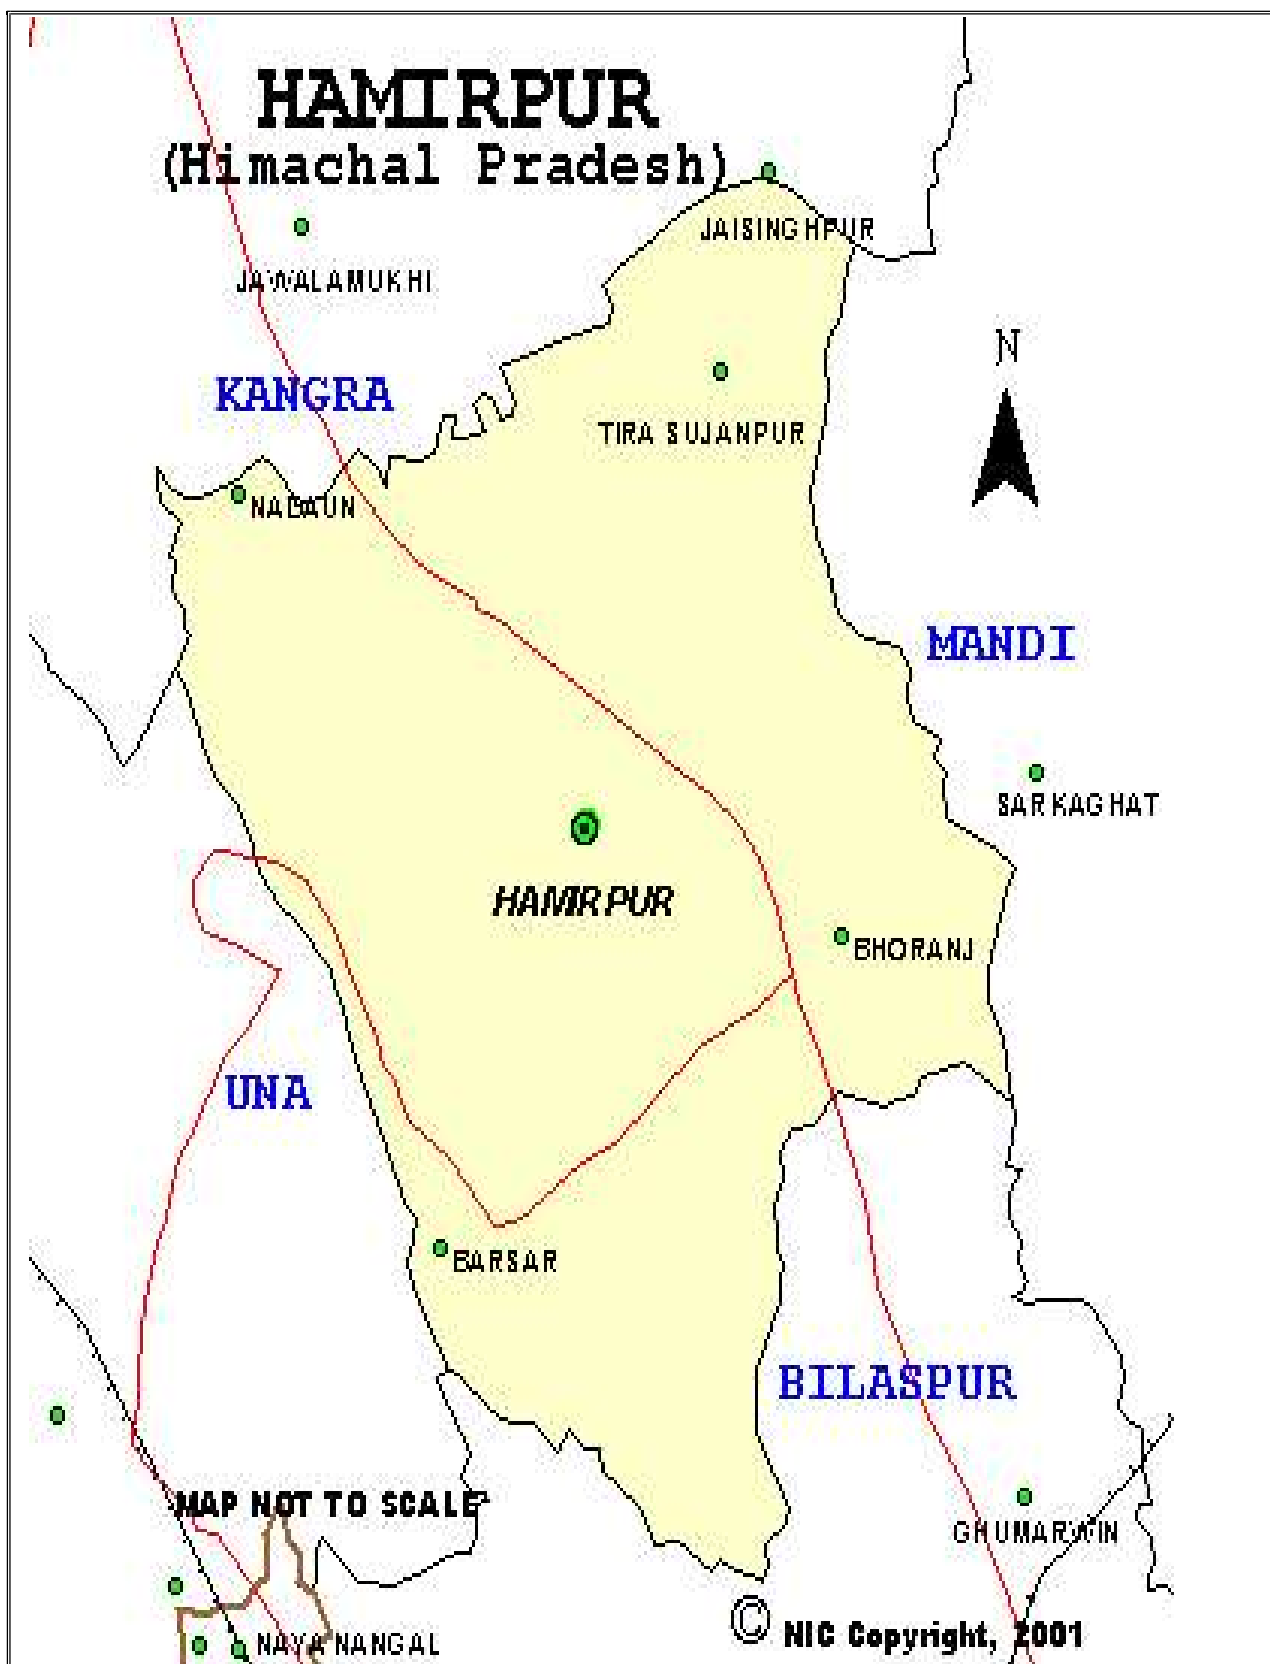 HAMIRPUR
(Himachal Pradesh)
JAISINGHPUR
JAWALAMUKHI
N
KANGRA
TIRA SUJANPUR
NADAUN
MANDI
SARKAGHAT
HAMIRPUR
BHORANJ
UNA
BARSAR
BILASPUR
MAP NOT TO SCALE
GHUMARWIN
© NIC Copyright, 2001
NAYA NANGAL